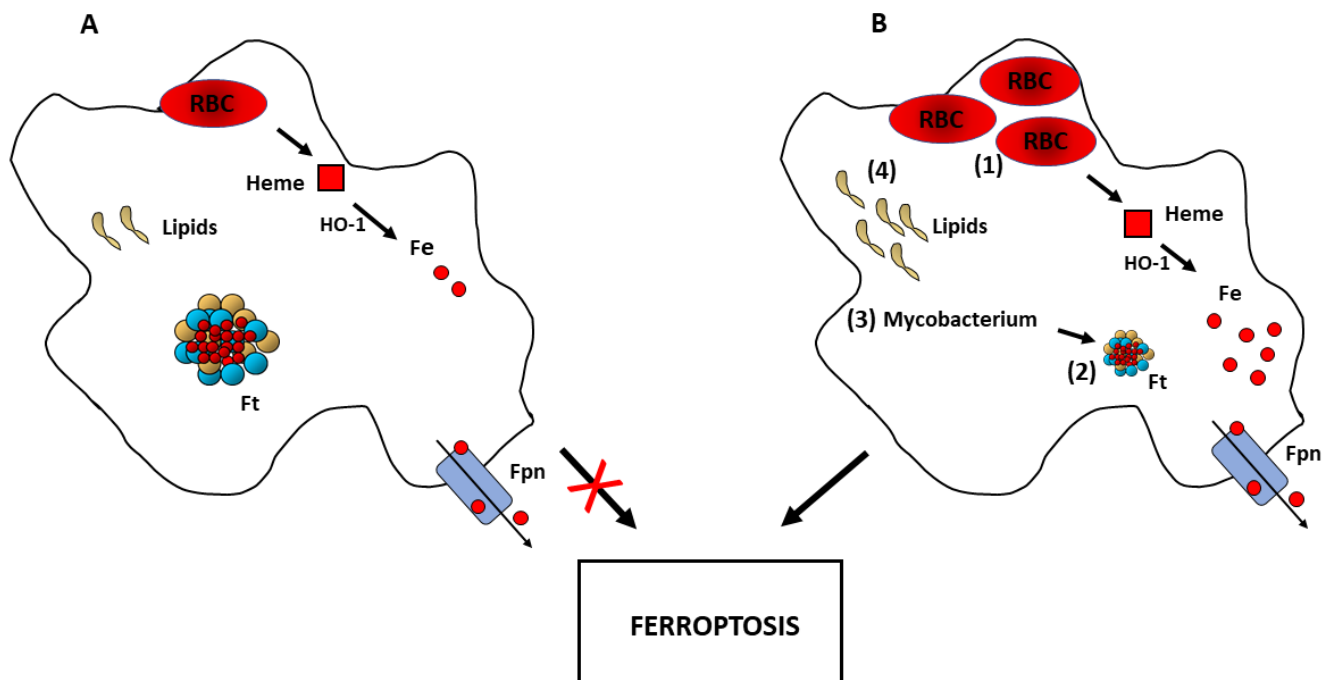 A
RBC
Heme
HO-1
Fe
Lipids
Ft
Fpn
B
RBC
RBC
RBC
(1)
(4)
Lipids
Heme
HO-1
Fe
(3) Mycobacterium
(2)
Ft
Fpn
FERROPTOSIS